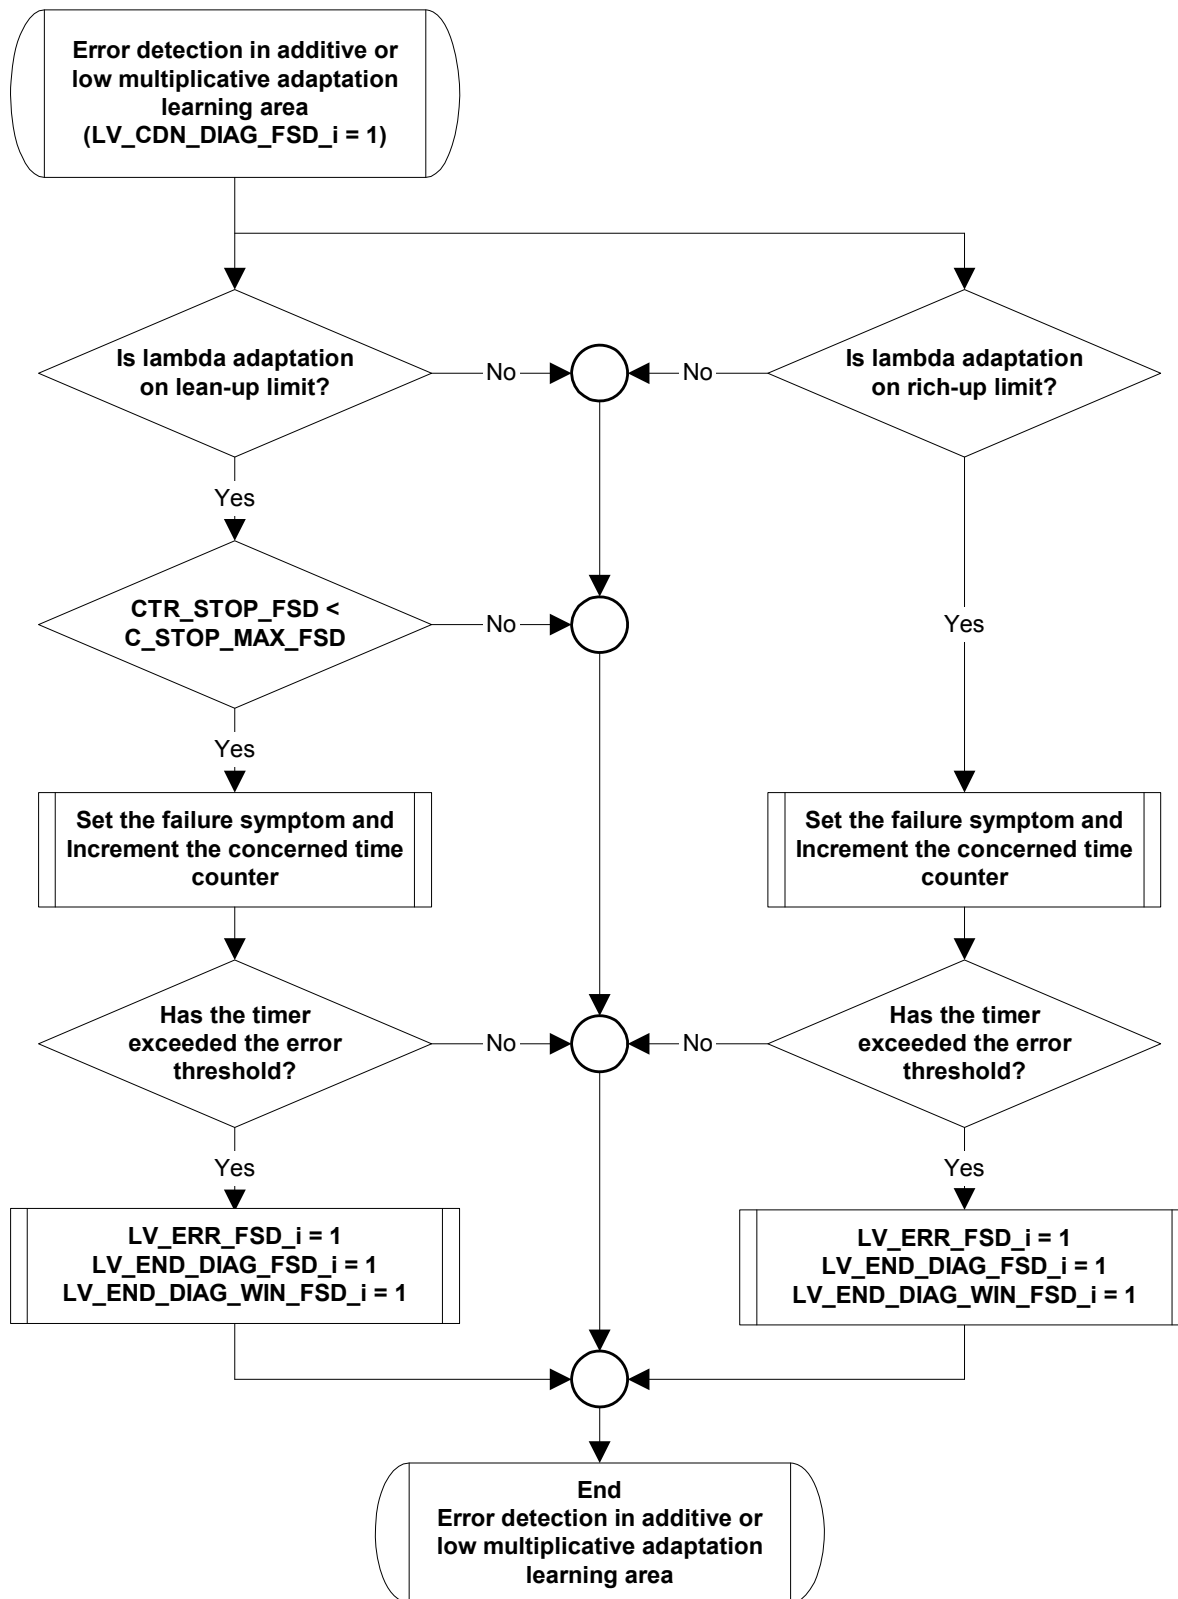 Error detection in additive or
low multiplicative adaptation
learning area
(LV_CDN_DIAG_FSD_i = 1)
Is lambda adaptation
on lean-up limit?
No
No
Is lambda adaptation
on rich-up limit?
Yes
CTR_STOP_FSD <
C_STOP_MAX_FSD
No
Yes
Yes
Set the failure symptom and
Increment the concerned time
counter
Set the failure symptom and
Increment the concerned time
counter
Has the timer
exceeded the error
threshold?
No
No
Has the timer
exceeded the error
threshold?
Yes
Yes
LV_ERR_FSD_i = 1
LV_END_DIAG_FSD_i = 1
LV_END_DIAG_WIN_FSD_i = 1
LV_ERR_FSD_i = 1
LV_END_DIAG_FSD_i = 1
LV_END_DIAG_WIN_FSD_i = 1
End
Error detection in additive or
low multiplicative adaptation
learning area